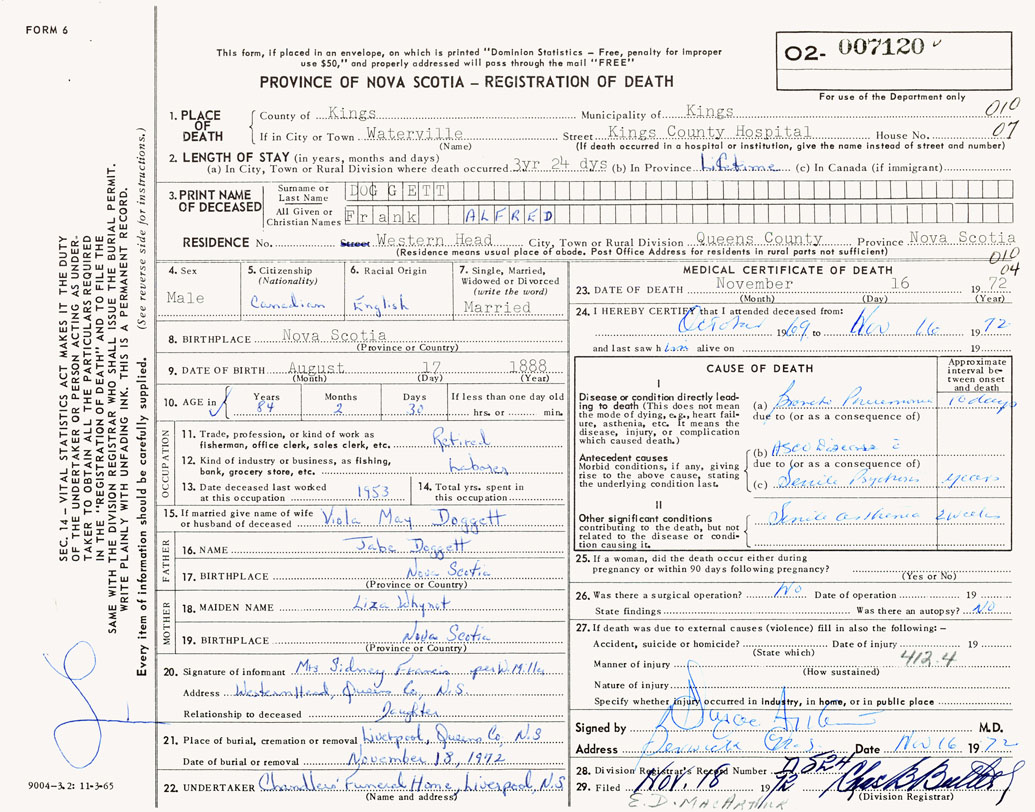 FORM 6
This form, if placed in an envelope, on which is printed "Dominion Statistics – Free, penalty for improper
use $50," and properly addressed will pass through the mail "FREE"
PROVINCE OF NOVA SCOTIA – REGISTRATION OF DEATH
02- 007120
For use of the Department only
010
07
1. PLACE OF DEATH
County of Kings Municipality of Kings
If in City or Town Waterville Street Kings County Hospital House No.
(Name) (If death occurred in a hospital or institution, give the name instead of street and number)
2. LENGTH OF STAY (in years, months and days)
(a) In City, Town or Rural Division where death occurred 3yr 24 dys (b) In Province Lifetime (c) In Canada (if immigrant)
3. PRINT NAME OF DECEASED
Surname or Last Name DOGGETT
All Given or Christian Names Frank ALFRED
RESIDENCE No. Street Western Head City, Town or Rural Division Queens County Province Nova Scotia
(Residence means usual place of abode. Post Office Address for residents in rural parts not sufficient)
010
04
4. Sex
Male
5. Citizenship
(Nationality)
Canadian
6. Racial Origin
English
7. Single, Married,
Widowed or Divorced
(write the word)
Married
8. BIRTHPLACE Nova Scotia
(Province or Country)
9. DATE OF BIRTH August 17 1888
(Month) (Day) (Year)
10. AGE in
Years Months Days If less than one day old
84 2 30 hrs. or min.
OCCUPATION
11. Trade, profession, or kind of work as
fisherman, office clerk, sales clerk, etc. Retired
12. Kind of industry or business, as fishing,
bank, grocery store, etc. Laborer
13. Date deceased last worked
at this occupation 1953
14. Total yrs. spent in
this occupation
15. If married give name of wife
or husband of deceased Viola May Doggett
FATHER
16. NAME Jabe Doggett
17. BIRTHPLACE Nova Scotia
(Province or Country)
MOTHER
18. MAIDEN NAME Liza Whynot
19. BIRTHPLACE Nova Scotia
(Province or Country)
20. Signature of informant Mrs Sidney Francis per
Address Western Head, Queens Co, N.S.
Relationship to deceased Daughter
21. Place of burial, cremation or removal Liverpool, Queens Co, N.S
Date of burial or removal November 18, 1972
22. UNDERTAKER Chandlers' Funeral Home, Liverpool, N.S
(Name and address)
MEDICAL CERTIFICATE OF DEATH
23. DATE OF DEATH November 16 1972
(Month) (Day) (Year)
24. I HEREBY CERTIFY that I attended deceased from:
October 1969 to Nov 16 1972
and last saw him alive on 19
CAUSE OF DEATH
Approximate
interval be-
tween onset
and death
I
Disease or condition directly lead-
ing to death (This does not mean
the mode of dying, e.g., heart fail-
ure, asthenia, etc. It means the
disease, injury, or complication
which caused death.)
(a) Broncho Pneumonia 10 days
due to (or as a consequence of)
Antecedent causes
Morbid conditions, if any, giving
rise to the above cause, stating
the underlying condition last.
(b) ASCV Disease c̄
due to (or as a consequence of)
(c) Senile Psychosis years
II
Other significant conditions
contributing to the death, but not
related to the disease or condi-
tion causing it.
Senile asthenia 2 weeks
25. If a woman, did the death occur either during
pregnancy or within 90 days following pregnancy?
(Yes or No)
26. Was there a surgical operation? No Date of operation 19
State findings Was there an autopsy? No
27. If death was due to external causes (violence) fill in also the following: –
Accident, suicide or homicide? Date of injury 19
(State which)
412.4
Manner of injury
(How sustained)
Nature of injury
Specify whether injury occurred in industry, in home, or in public place
Signed by M.D.
Address Berwick N.S Date Nov 16 1972
28. Division Registrar's Record Number D524
29. Filed Nov. 18 1972
(Division Registrar)
E. D. MACARTHUR
SEC. 14 – VITAL STATISTICS ACT MAKES IT THE DUTY
OF THE UNDERTAKER OR PERSON ACTING AS UNDER-
TAKER TO OBTAIN ALL THE PARTICULARS REQUIRED
IN THE "REGISTRATION OF DEATH" AND TO FILE THE
SAME WITH THE DIVISION REGISTRAR WHO SHALL ISSUE THE BURIAL PERMIT.
WRITE PLAINLY WITH UNFADING INK. THIS IS A PERMANENT RECORD.
Every item of information should be carefully supplied. (See reverse side for instructions.)
9004-3.2: 11-3-65